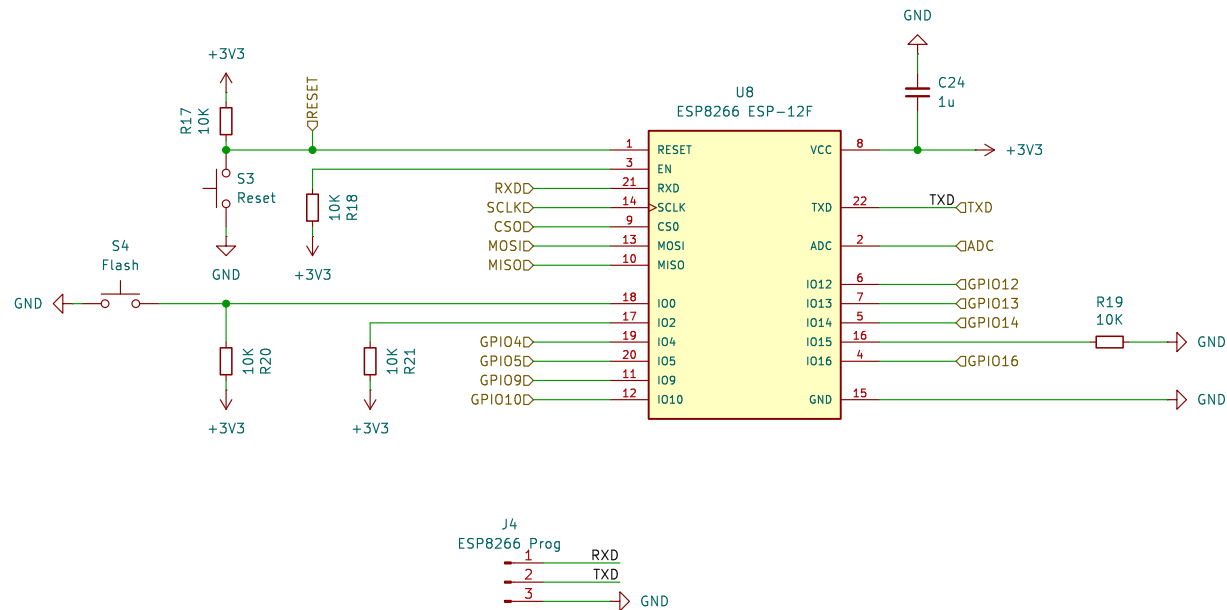 GND
+3V3
C24
1u
R17
10K
RESET
U8
ESP8266 ESP-12F
S3
Reset
GND
10K
R18
+3V3
S4
Flash
GND
10K
R20
+3V3
10K
R21
+3V3
RXD
SCLK
CS0
MOSI
MISO
GPIO4
GPIO5
GPIO9
GPIO10
1 RESET
3 EN
21 RXD
14 SCLK
9 CS0
13 MOSI
10 MISO
18 IO0
17 IO2
19 IO4
20 IO5
11 IO9
12 IO10
VCC 8
TXD 22
ADC 2
IO12 6
IO13 7
IO14 5
IO15 16
IO16 4
GND 15
+3V3
TXD
TXD
ADC
GPIO12
GPIO13
GPIO14
GPIO16
R19
10K
GND
GND
J4
ESP8266 Prog
1 RXD
2 TXD
3 GND